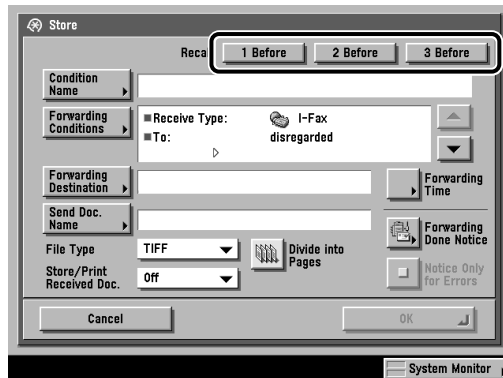 Store
Recall 1 Before 2 Before 3 Before
Condition
Name
Forwarding
Conditions
■Receive Type: I-Fax
■To: disregarded
Forwarding
Destination
Forwarding
Time
Send Doc.
Name
Forwarding
Done Notice
File Type TIFF
Divide into
Pages
Store/Print
Received Doc. Off
Notice Only
for Errors
Cancel OK
System Monitor